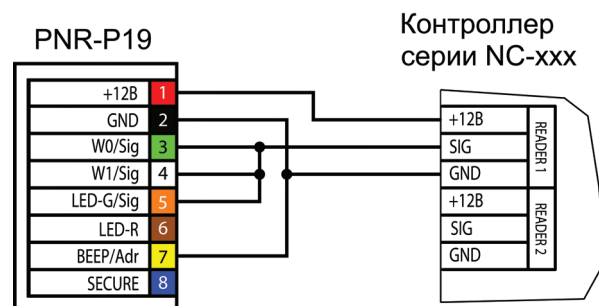 PNR-P19
Контроллер
серии NC-xxx
+12В 1
GND 2
W0/Sig 3
W1/Sig 4
LED-G/Sig 5
LED-R 6
BEEP/Adr 7
SECURE 8
+12В
SIG
GND
READER 1
+12В
SIG
GND
READER 2